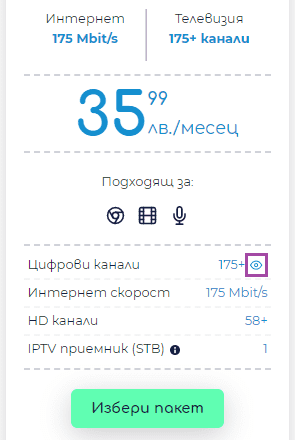 Интернет Телевизия
175 Mbit/s 175+ канали
35 99
лв./месец
Подходящ за:
Цифрови канали 175+
Интернет скорост 175 Mbit/s
HD канали 58+
IPTV приемник (STB) 1
Избери пакет